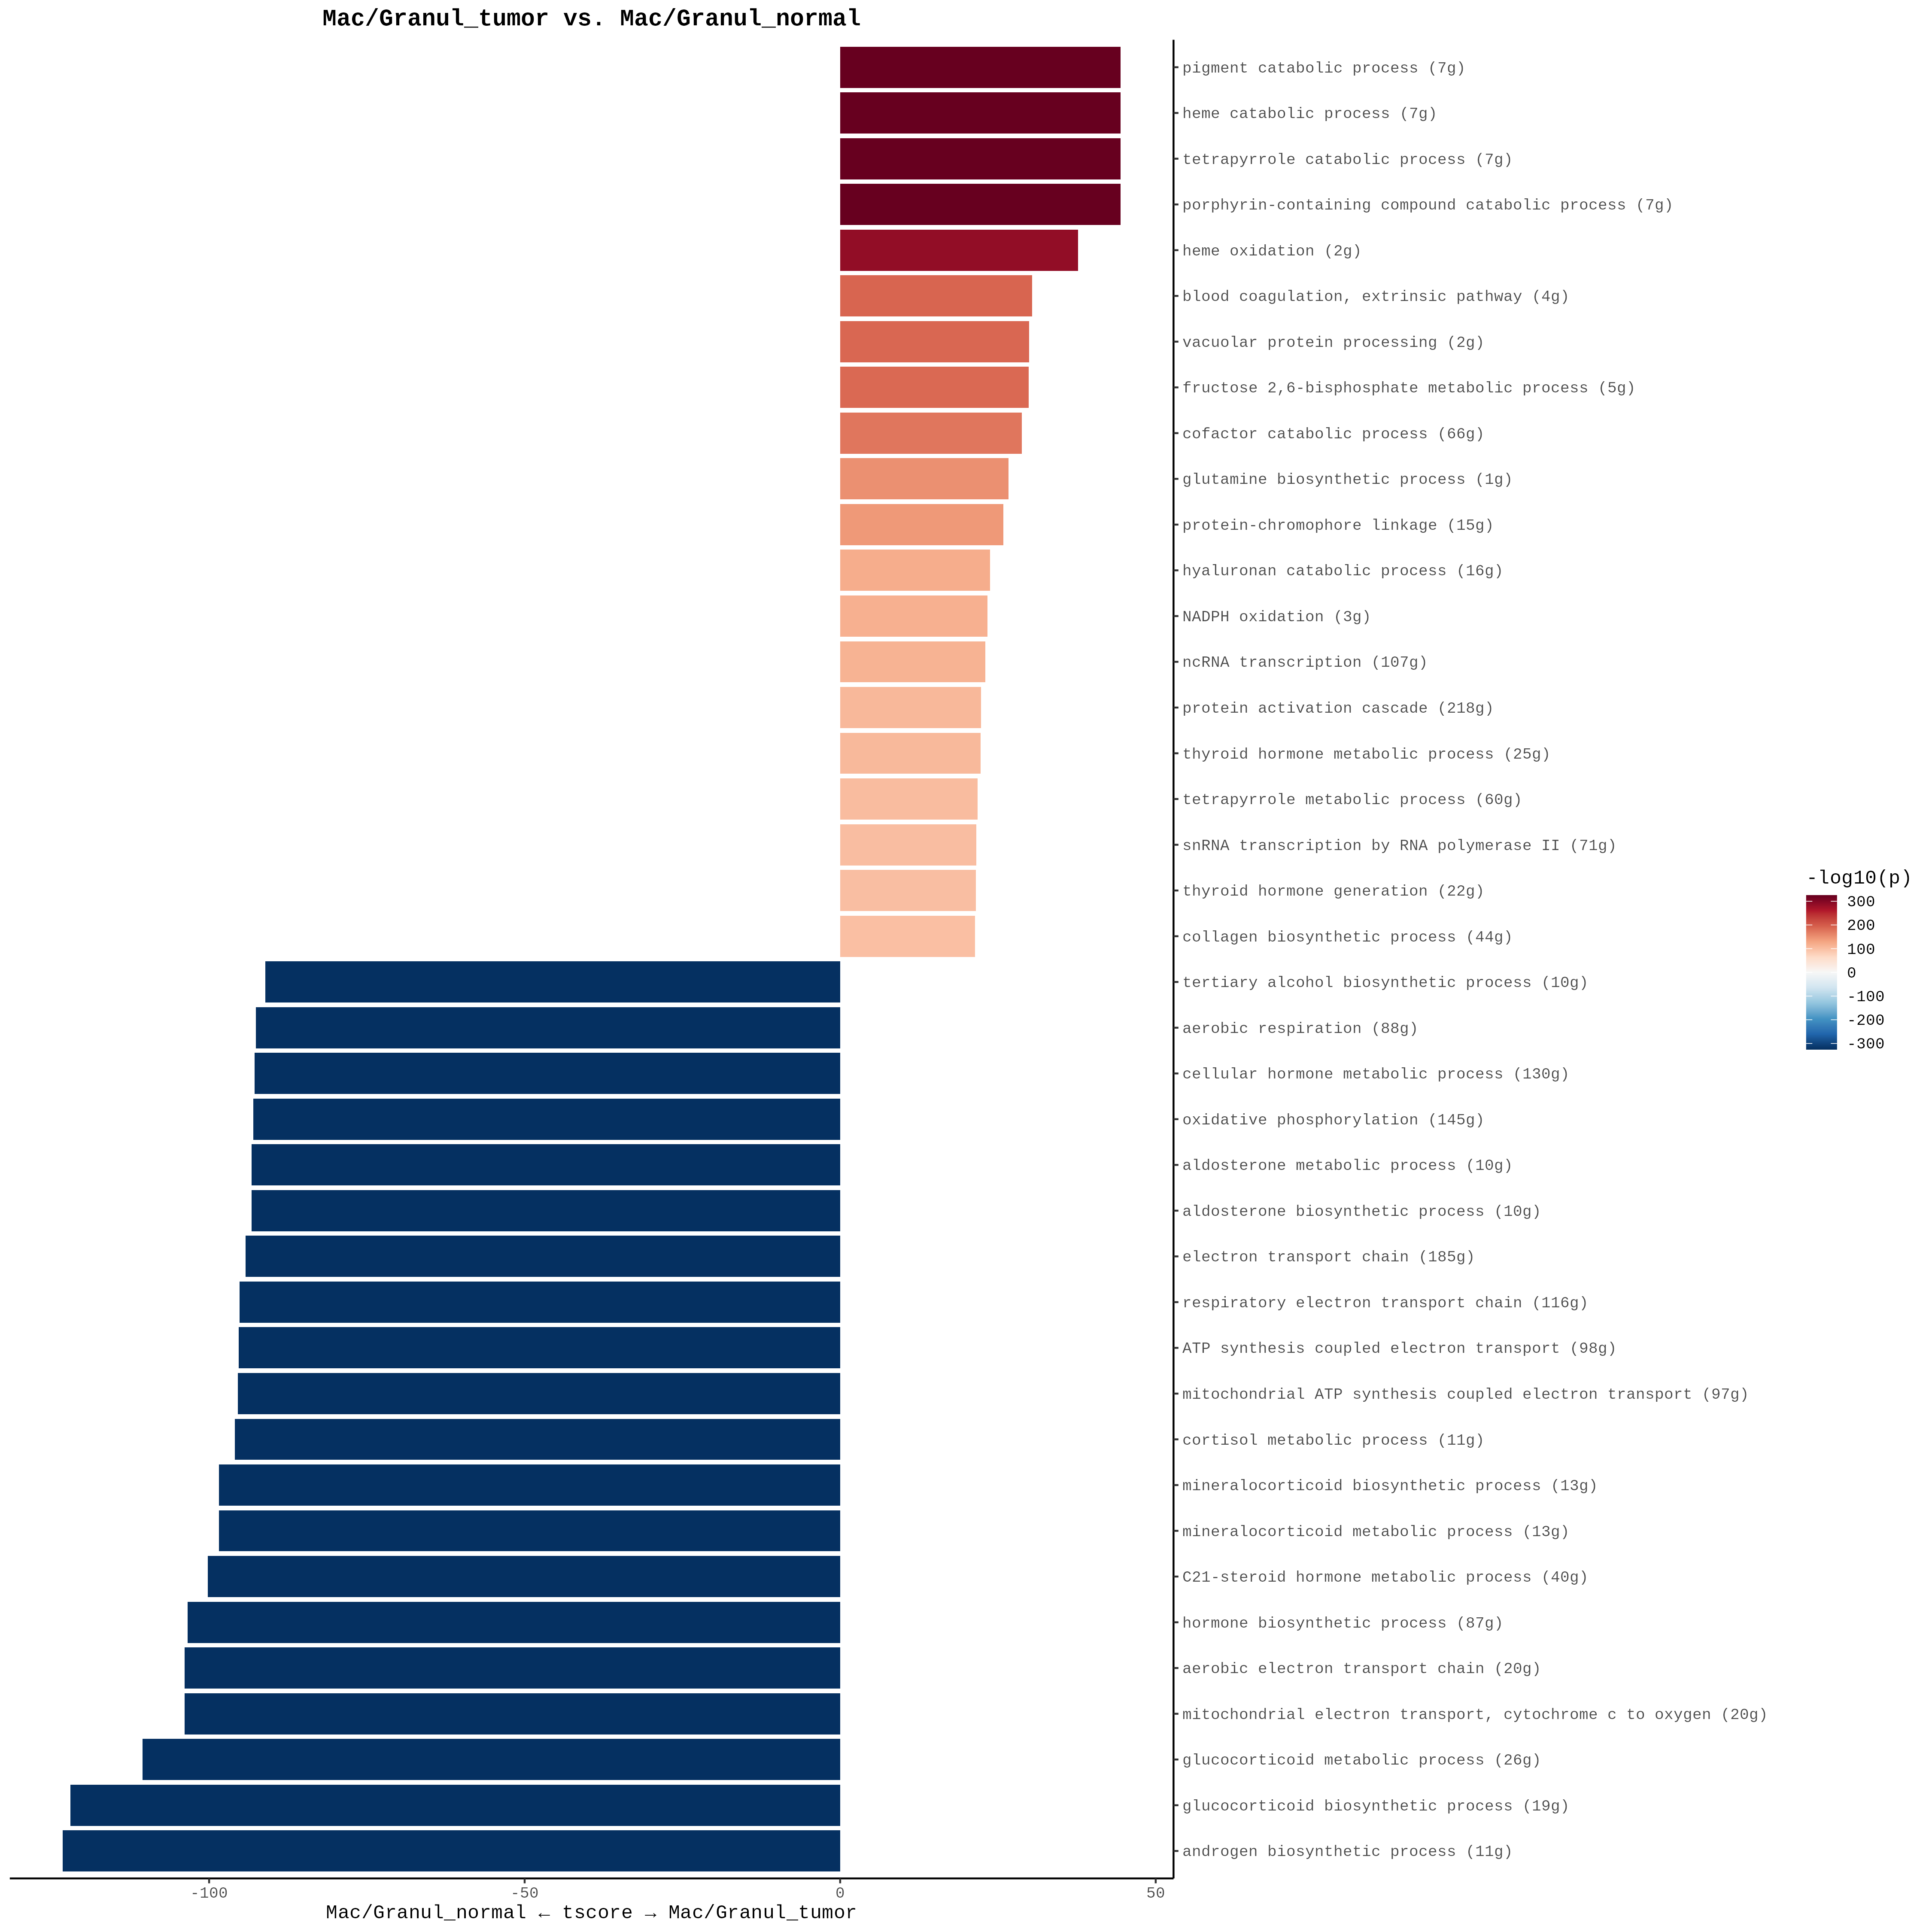 Mac/Granul_tumor vs. Mac/Granul_normal
pigment catabolic process (7g)
heme catabolic process (7g)
tetrapyrrole catabolic process (7g)
porphyrin-containing compound catabolic process (7g)
heme oxidation (2g)
blood coagulation, extrinsic pathway (4g)
vacuolar protein processing (2g)
fructose 2,6-bisphosphate metabolic process (5g)
cofactor catabolic process (66g)
glutamine biosynthetic process (1g)
protein-chromophore linkage (15g)
hyaluronan catabolic process (16g)
NADPH oxidation (3g)
ncRNA transcription (107g)
protein activation cascade (218g)
thyroid hormone metabolic process (25g)
tetrapyrrole metabolic process (60g)
snRNA transcription by RNA polymerase II (71g)
thyroid hormone generation (22g)
collagen biosynthetic process (44g)
tertiary alcohol biosynthetic process (10g)
aerobic respiration (88g)
cellular hormone metabolic process (130g)
oxidative phosphorylation (145g)
aldosterone metabolic process (10g)
aldosterone biosynthetic process (10g)
electron transport chain (185g)
respiratory electron transport chain (116g)
ATP synthesis coupled electron transport (98g)
mitochondrial ATP synthesis coupled electron transport (97g)
cortisol metabolic process (11g)
mineralocorticoid biosynthetic process (13g)
mineralocorticoid metabolic process (13g)
C21-steroid hormone metabolic process (40g)
hormone biosynthetic process (87g)
aerobic electron transport chain (20g)
mitochondrial electron transport, cytochrome c to oxygen (20g)
glucocorticoid metabolic process (26g)
glucocorticoid biosynthetic process (19g)
androgen biosynthetic process (11g)
-100 -50 0 50
Mac/Granul_normal ← tscore → Mac/Granul_tumor
-log10(p)
300
200
100
0
-100
-200
-300